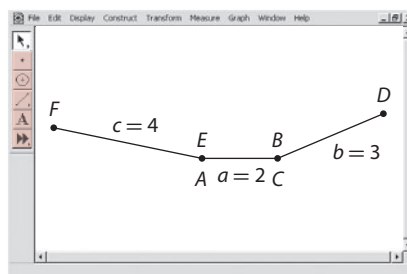 File Edit Display Construct Transform Measure Graph Window Help
D
F
c = 4
E B
b = 3
A a = 2 C
A